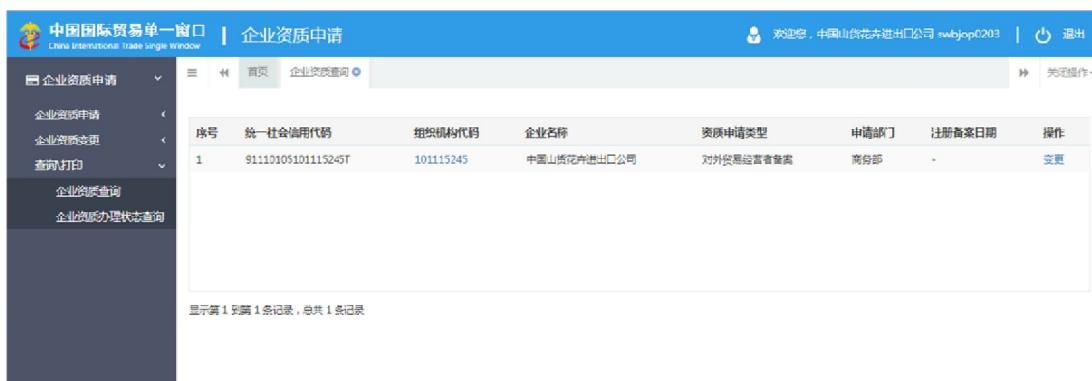 中国国际贸易单一窗口 | 企业资质申请
China International Trade Single Window
欢迎您，中国山货花卉进出口公司 swbjop0203 | 退出
企业资质申请
首页 企业资质查询 关闭操作
企业资质申请
企业资质变更
查询\打印
企业资质查询
企业资质办理状态查询
序号 统一社会信用代码 组织机构代码 企业名称 资质申请类型 申请部门 注册备案日期 操作
1 91110105101115245T 101115245 中国山货花卉进出口公司 对外贸易经营者备案 商务部 - 变更
显示第 1 到第 1 条记录，总共 1 条记录